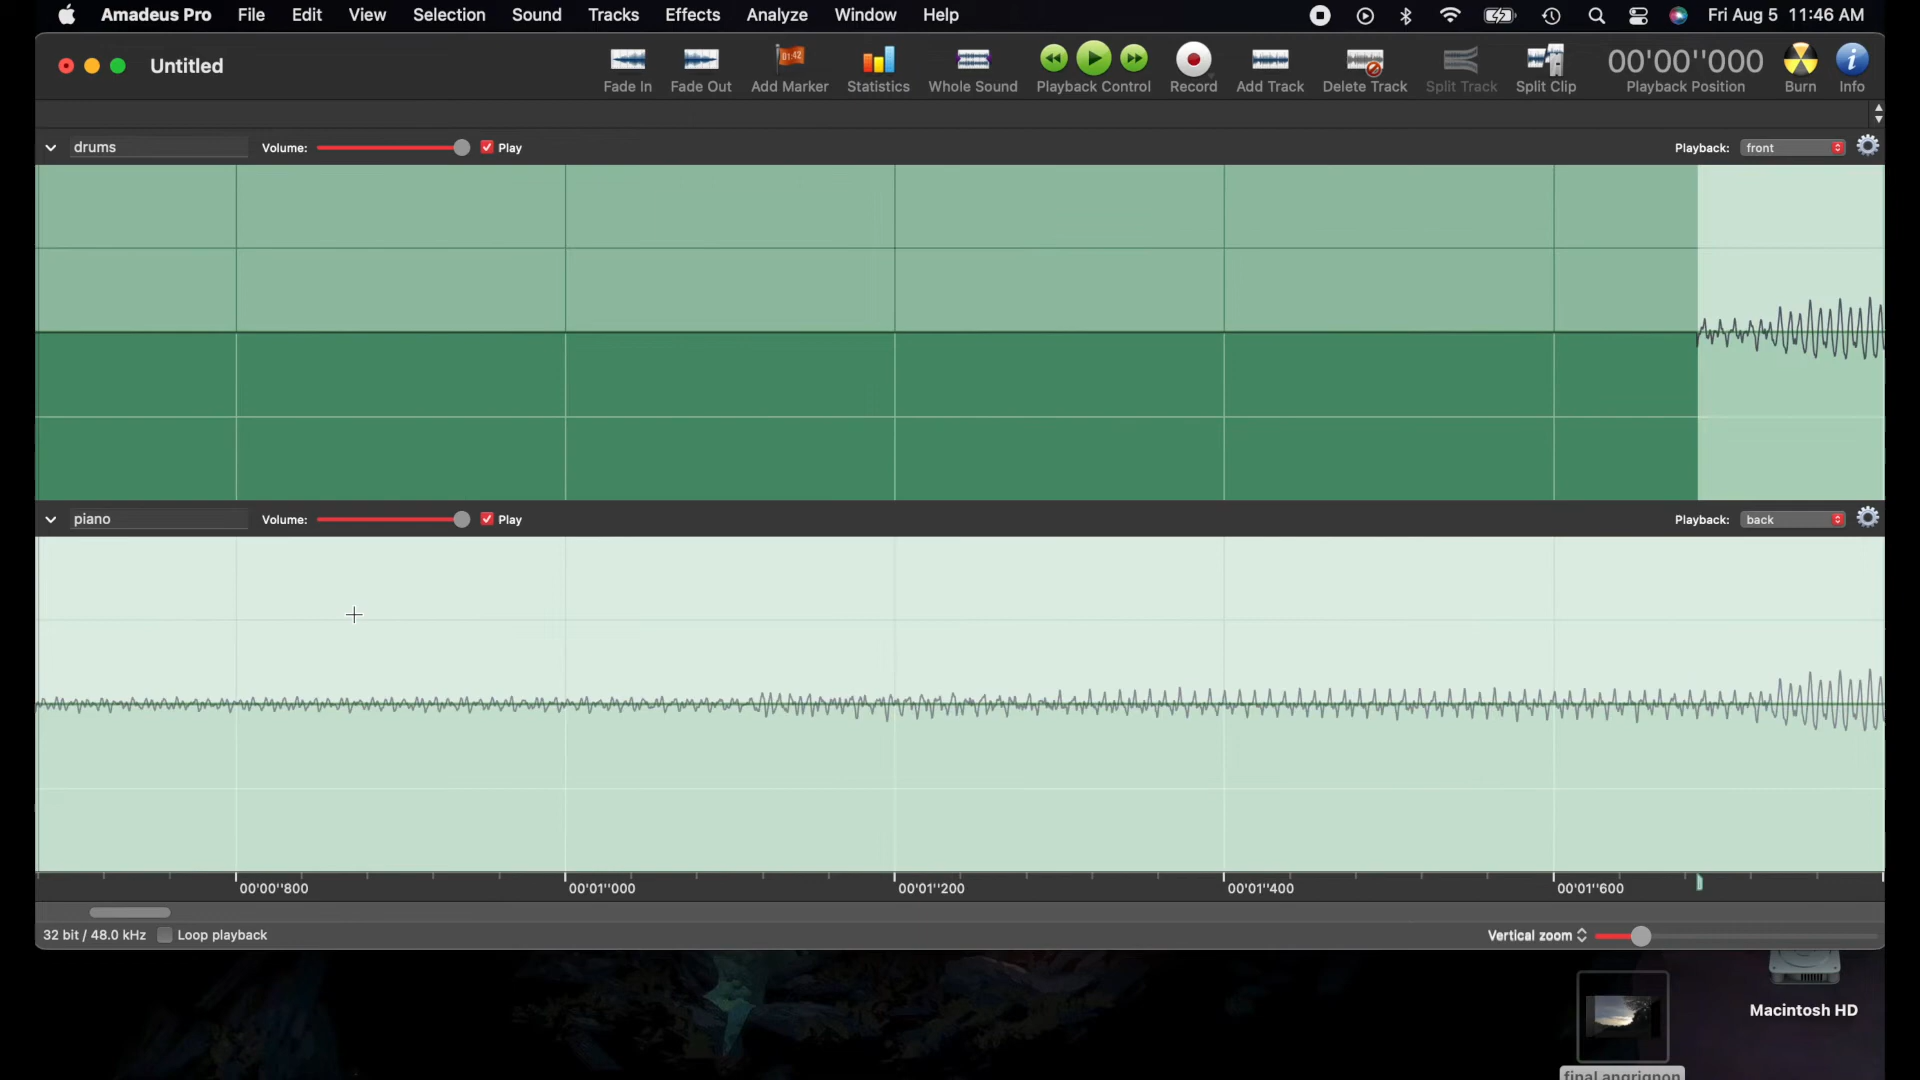 Amadeus Pro File Edit View Selection Sound Tracks Effects Analyze Window Help Fri Aug 5 11:46 AM
Untitled
01:42
00'00''000
Fade In Fade Out Add Marker Statistics Whole Sound Playback Control Record Add Track Delete Track Split Track Split Clip Playback Position Burn Info
drums Volume: Play Playback: front
piano Volume: Play Playback: back
00'00''800 00'01''000 00'01''200 00'01''400 00'01''600
32 bit / 48.0 kHz Loop playback Vertical zoom
Macintosh HD
final angrignon